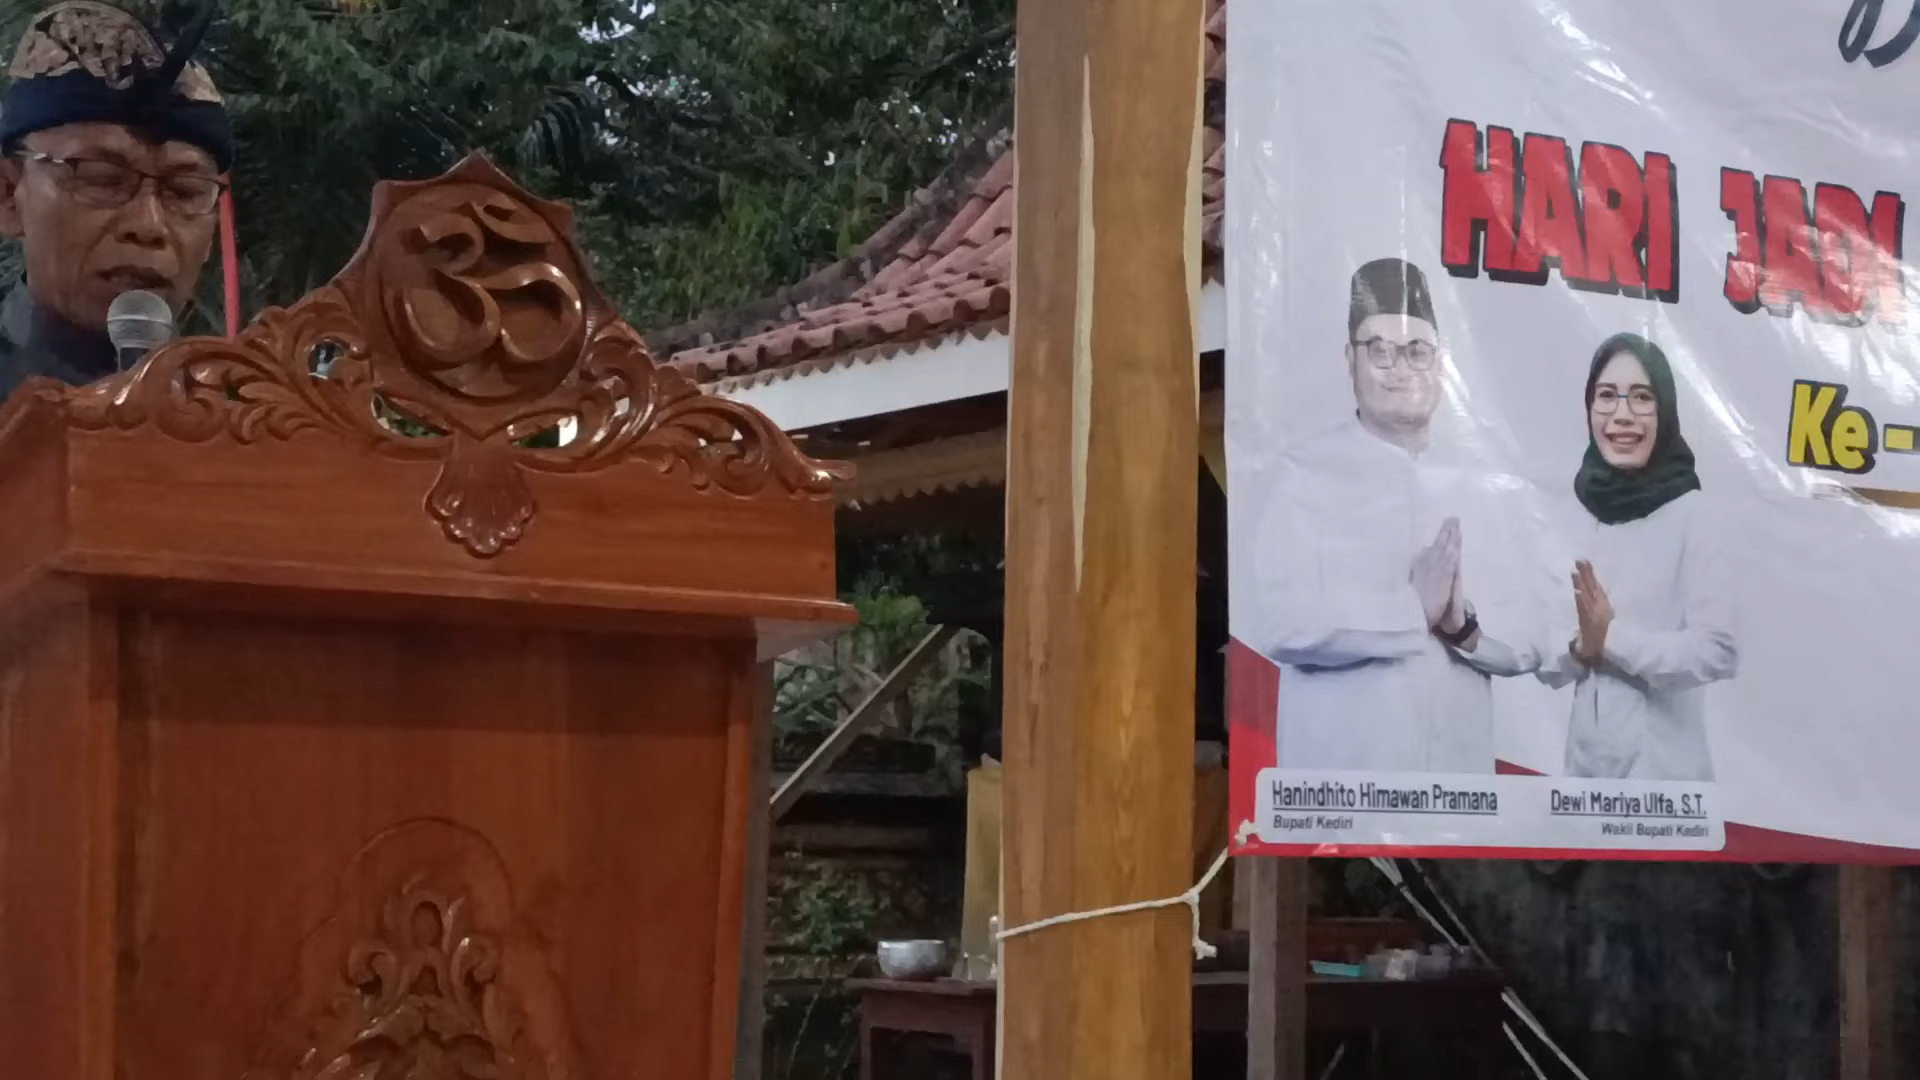 HARI JADI
Ke-
Hanindhito Himawan Pramana
Bupati Kediri
Dewi Mariya Ulfa, S.T.
Wakil Bupati Kediri